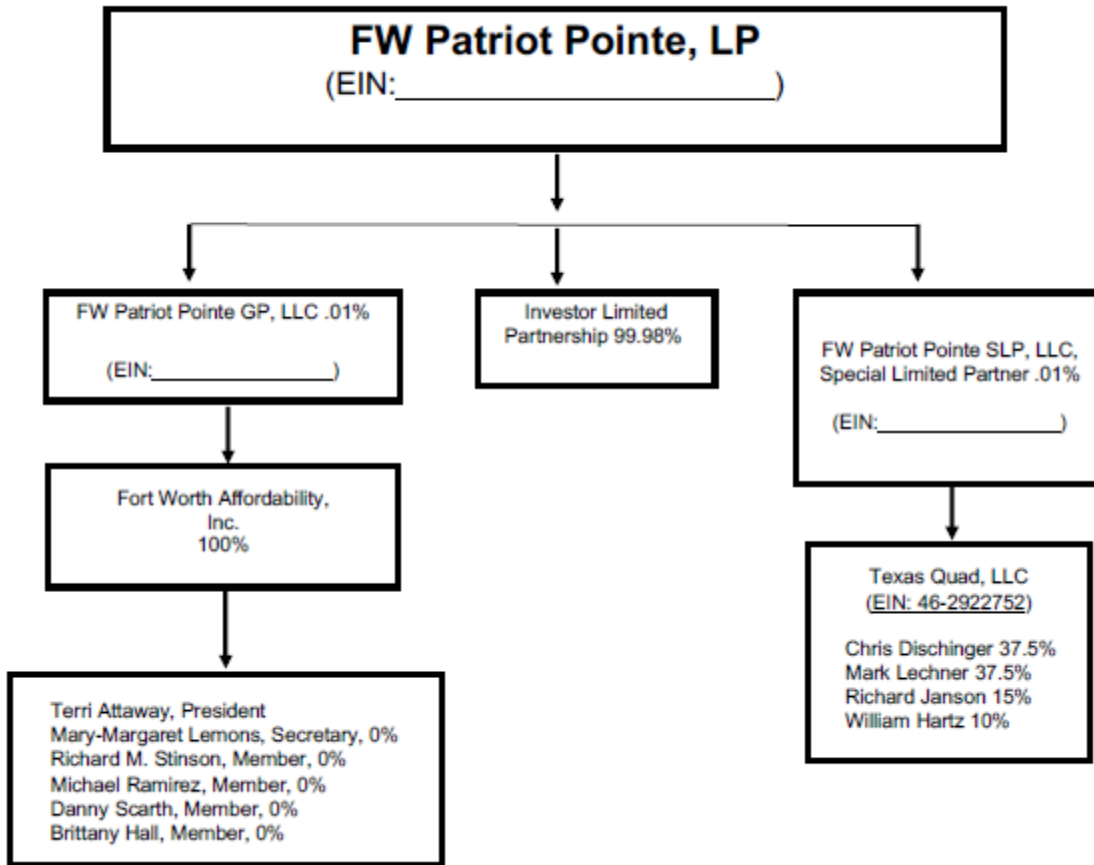 FW Patriot Pointe, LP
(EIN:______________________)
FW Patriot Pointe GP, LLC .01%
(EIN:________________)
Investor Limited
Partnership 99.98%
FW Patriot Pointe SLP, LLC,
Special Limited Partner .01%
(EIN:________________)
Fort Worth Affordability,
Inc.
100%
Texas Quad, LLC
(EIN: 46-2922752)
Chris Dischinger 37.5%
Mark Lechner 37.5%
Richard Janson 15%
William Hartz 10%
Terri Attaway, President
Mary-Margaret Lemons, Secretary, 0%
Richard M. Stinson, Member, 0%
Michael Ramirez, Member, 0%
Danny Scarth, Member, 0%
Brittany Hall, Member, 0%